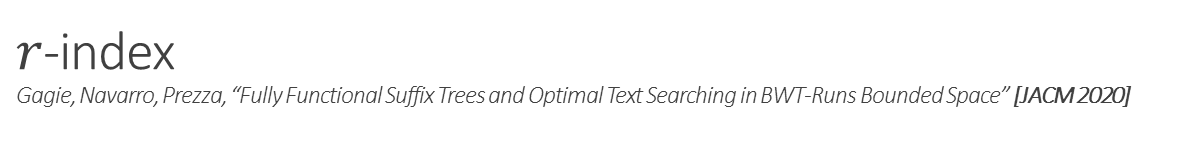 r-index
Gagie, Navarro, Prezza, “Fully Functional Suffix Trees and Optimal Text Searching in BWT-Runs Bounded Space” [JACM 2020]